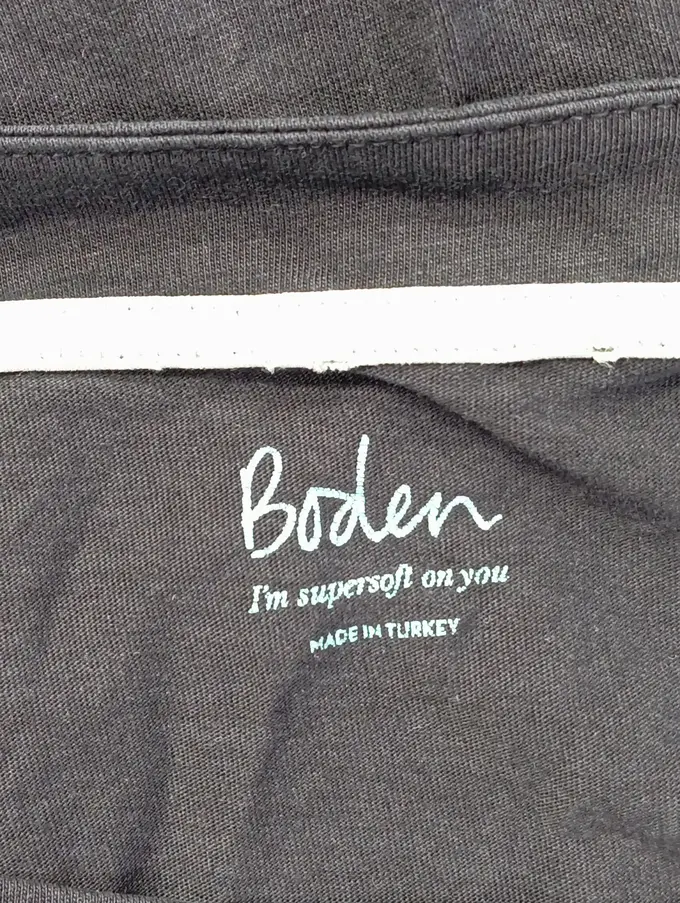 Boden
I'm supersoft on you
MADE IN TURKEY